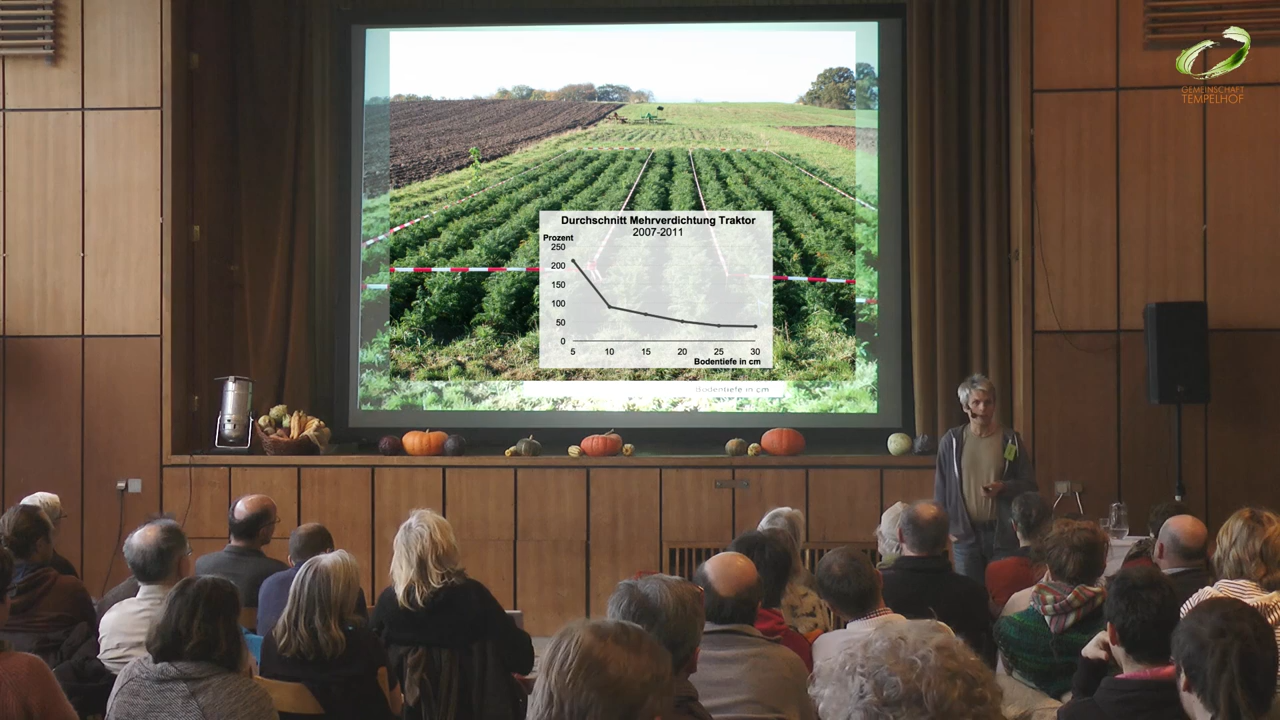 GEMEINSCHAFT
TEMPELHOF
Durchschnitt Mehrverdichtung Traktor
2007-2011
Prozent
250
200
150
100
50
0
5 10 15 20 25 30
Bodentiefe in cm
Bodentiefe in cm